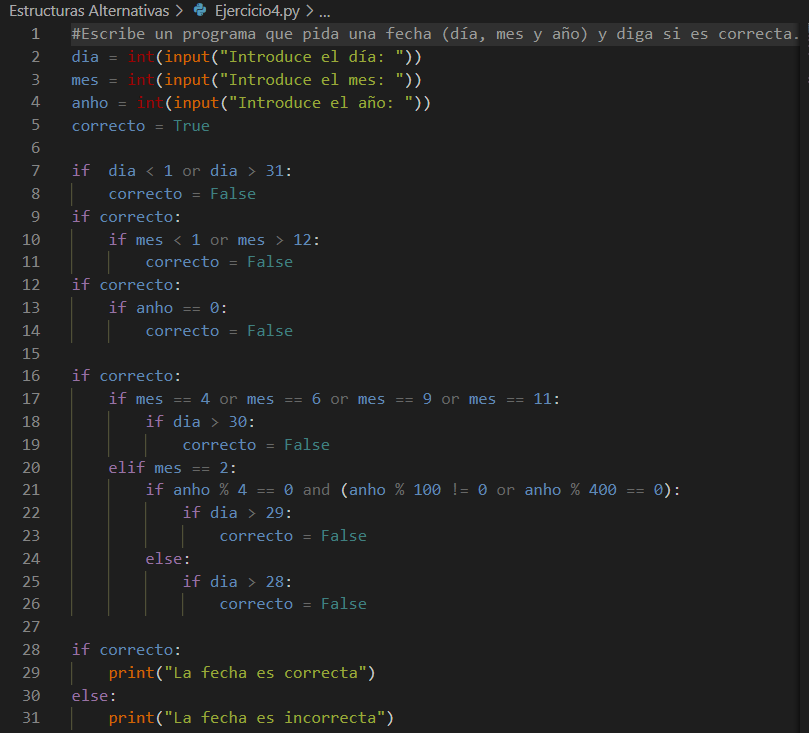 Estructuras Alternativas > Ejercicio4.py > ...
1 #Escribe un programa que pida una fecha (día, mes y año) y diga si es correcta.
2 dia = int(input("Introduce el día: "))
3 mes = int(input("Introduce el mes: "))
4 anho = int(input("Introduce el año: "))
5 correcto = True
6
7 if  dia < 1 or dia > 31:
8     correcto = False
9 if correcto:
10     if mes < 1 or mes > 12:
11         correcto = False
12 if correcto:
13     if anho == 0:
14         correcto = False
15
16 if correcto:
17     if mes == 4 or mes == 6 or mes == 9 or mes == 11:
18         if dia > 30:
19             correcto = False
20     elif mes == 2:
21         if anho % 4 == 0 and (anho % 100 != 0 or anho % 400 == 0):
22             if dia > 29:
23                 correcto = False
24         else:
25             if dia > 28:
26                 correcto = False
27
28 if correcto:
29     print("La fecha es correcta")
30 else:
31     print("La fecha es incorrecta")